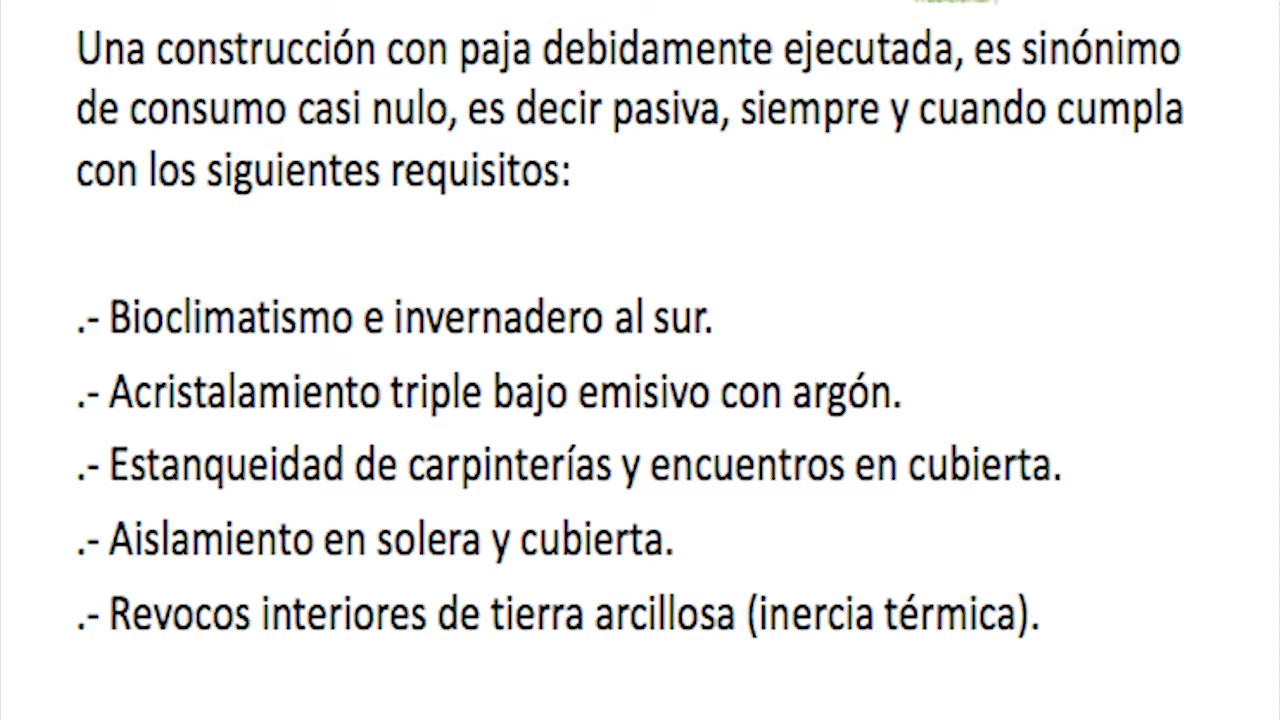 Una construcción con paja debidamente ejecutada, es sinónimo
de consumo casi nulo, es decir pasiva, siempre y cuando cumpla
con los siguientes requisitos:
.- Bioclimatismo e invernadero al sur.
.- Acristalamiento triple bajo emisivo con argón.
.- Estanqueidad de carpinterías y encuentros en cubierta.
.- Aislamiento en solera y cubierta.
.- Revocos interiores de tierra arcillosa (inercia térmica).